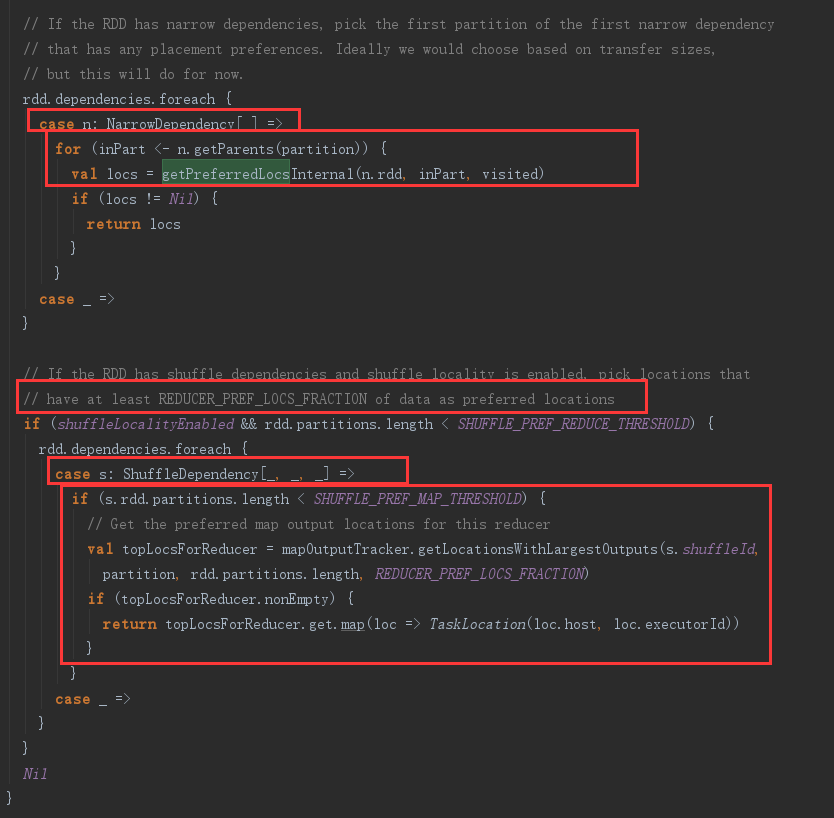 // If the RDD has narrow dependencies, pick the first partition of the first narrow dependency
// that has any placement preferences. Ideally we would choose based on transfer sizes,
// but this will do for now.
rdd.dependencies.foreach {
case n: NarrowDependency[_] =>
for (inPart <- n.getParents(partition)) {
val locs = getPreferredLocsInternal(n.rdd, inPart, visited)
if (locs != Nil) {
return locs
}
}
case _ =>
}
// If the RDD has shuffle dependencies and shuffle locality is enabled, pick locations that
// have at least REDUCER_PREF_LOCS_FRACTION of data as preferred locations
if (shuffleLocalityEnabled && rdd.partitions.length < SHUFFLE_PREF_REDUCE_THRESHOLD) {
rdd.dependencies.foreach {
case s: ShuffleDependency[_, _, _] =>
if (s.rdd.partitions.length < SHUFFLE_PREF_MAP_THRESHOLD) {
// Get the preferred map output locations for this reducer
val topLocsForReducer = mapOutputTracker.getLocationsWithLargestOutputs(s.shuffleId,
partition, rdd.partitions.length, REDUCER_PREF_LOCS_FRACTION)
if (topLocsForReducer.nonEmpty) {
return topLocsForReducer.get.map(loc => TaskLocation(loc.host, loc.executorId))
}
}
case _ =>
}
}
Nil
}